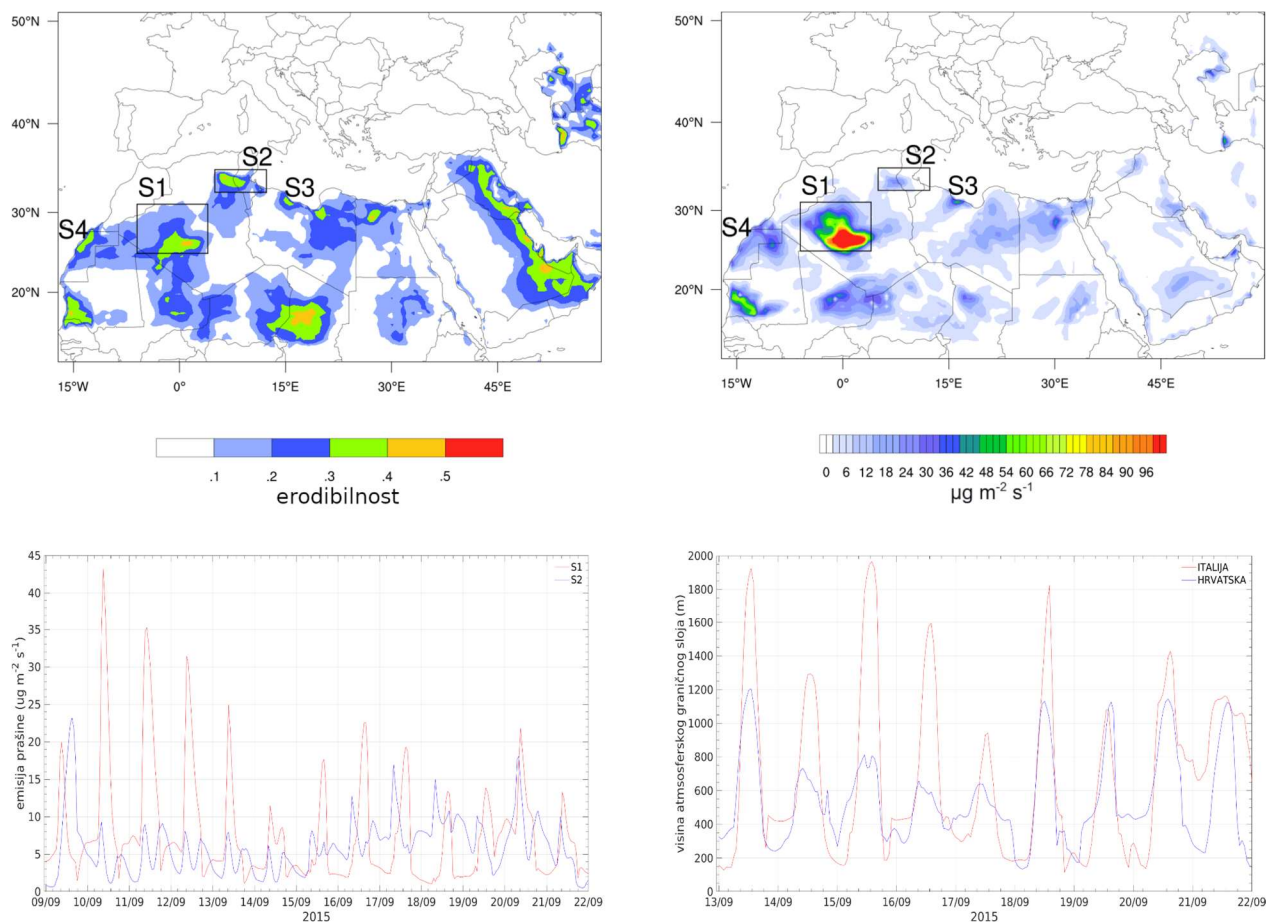 50°N
40°N
30°N
20°N
S1
S2
S3
S4
15°W 0° 15°E 30°E 45°E
.1 .2 .3 .4 .5
erodibilnost
50°N
40°N
30°N
20°N
S1
S2
S3
S4
15°W 0° 15°E 30°E 45°E
0 6 12 18 24 30 36 42 48 54 60 66 72 78 84 90 96
µg m⁻² s⁻¹
emisija prašine (ug m⁻² s⁻¹)
45
40
35
30
25
20
15
10
5
0
S1
S2
09/09 10/09 11/09 12/09 13/09 14/09 15/09 16/09 17/09 18/09 19/09 20/09 21/09 22/09
2015
visina atmsosferskog graničnog sloja (m)
2000
1800
1600
1400
1200
1000
800
600
400
200
0
ITALIJA
HRVATSKA
13/09 14/09 15/09 16/09 17/09 18/09 19/09 20/09 21/09 22/09
2015